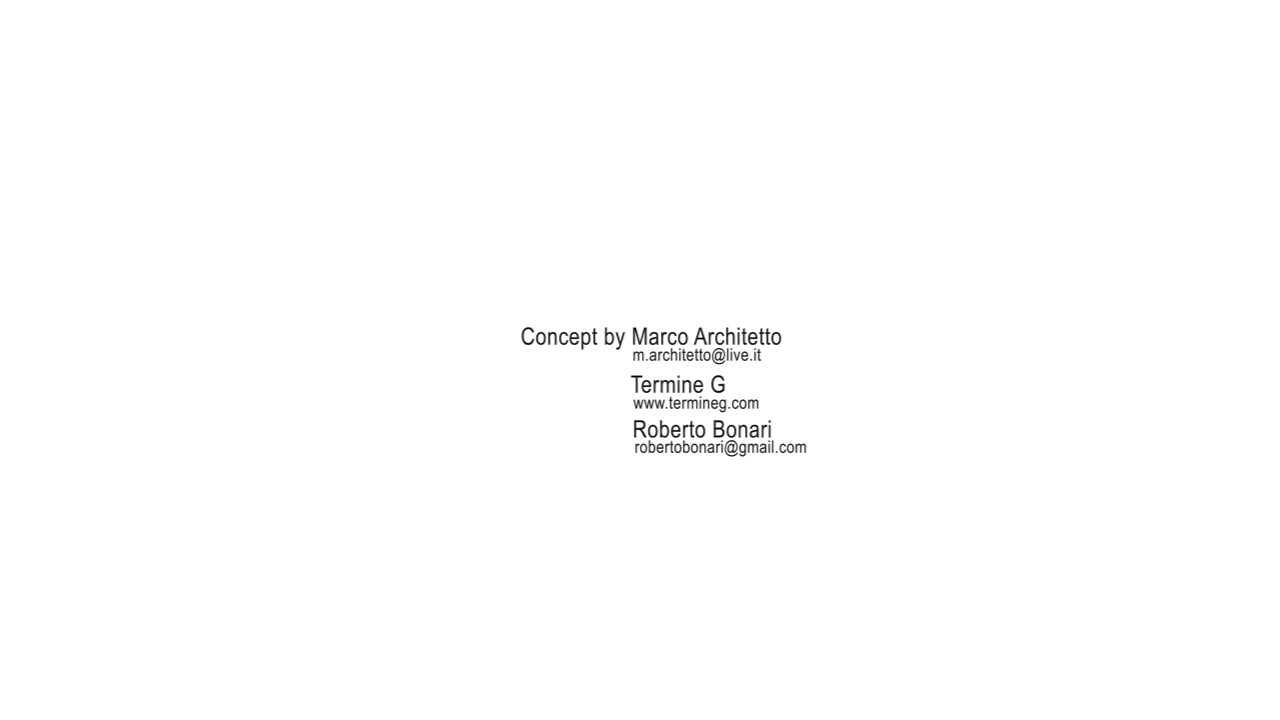 Concept by Marco Architetto
m.architetto@live.it
Termine G
www.termineg.com
Roberto Bonari
robertobonari@gmail.com